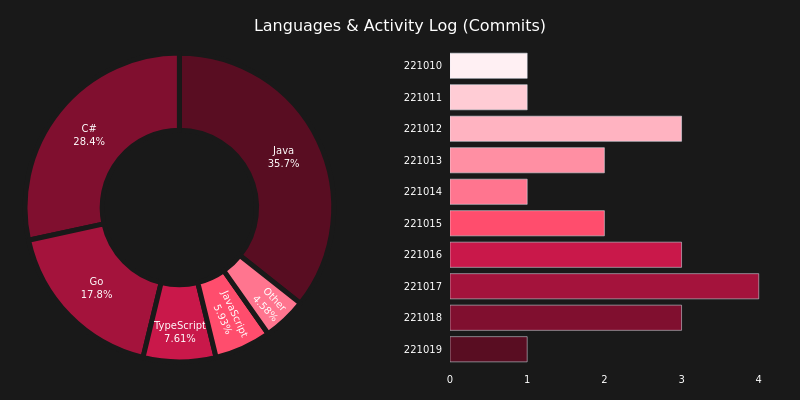 Languages & Activity Log (Commits)
Java
35.7%
C#
28.4%
Go
17.8%
TypeScript
7.61%
JavaScript
5.93%
Other
4.58%
221010
221011
221012
221013
221014
221015
221016
221017
221018
221019
0 1 2 3 4